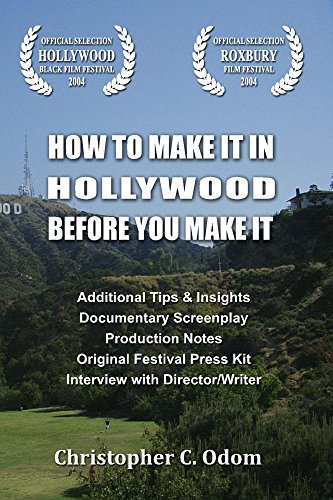 OFFICIAL SELECTION
HOLLYWOOD
BLACK FILM FESTIVAL
2004
OFFICIAL SELECTION
ROXBURY
FILM FESTIVAL
2004
HOW TO MAKE IT IN
HOLLYWOOD
BEFORE YOU MAKE IT
O D
Additional Tips & Insights
Documentary Screenplay
Production Notes
Original Festival Press Kit
Interview with Director/Writer
Christopher C. Odom